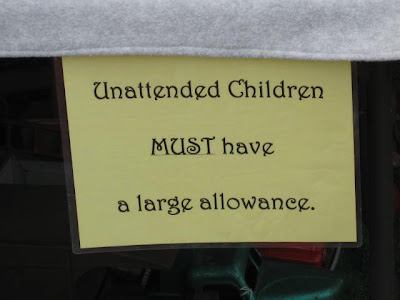 Unattended Children
MUST have
a large allowance.